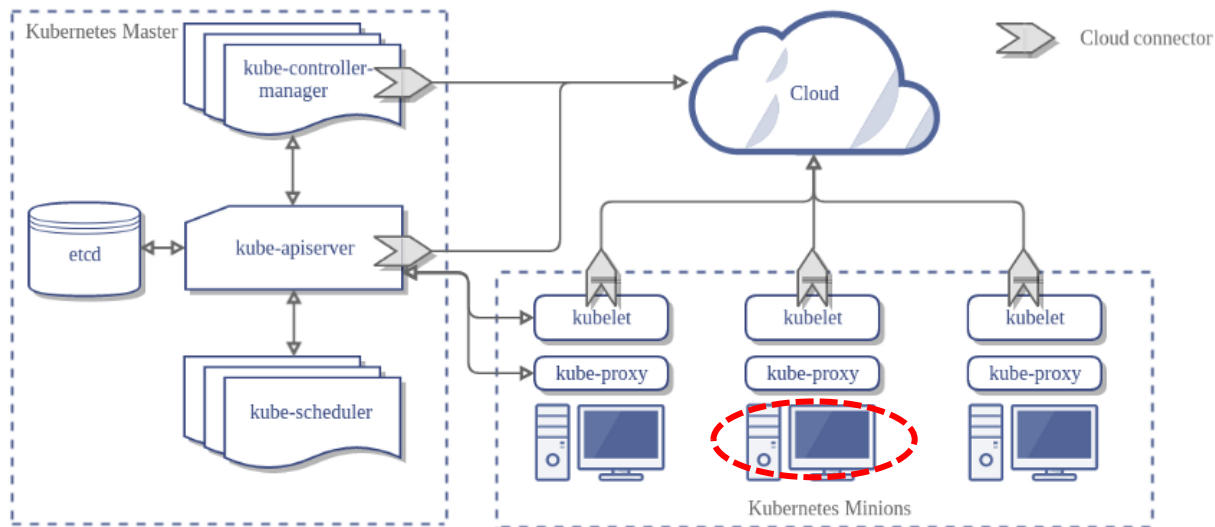 Kubernetes Master
kube-controller-
manager
Cloud
Cloud connector
etcd
kube-apiserver
kubelet
kubelet
kubelet
kube-proxy
kube-proxy
kube-proxy
kube-scheduler
Kubernetes Minions